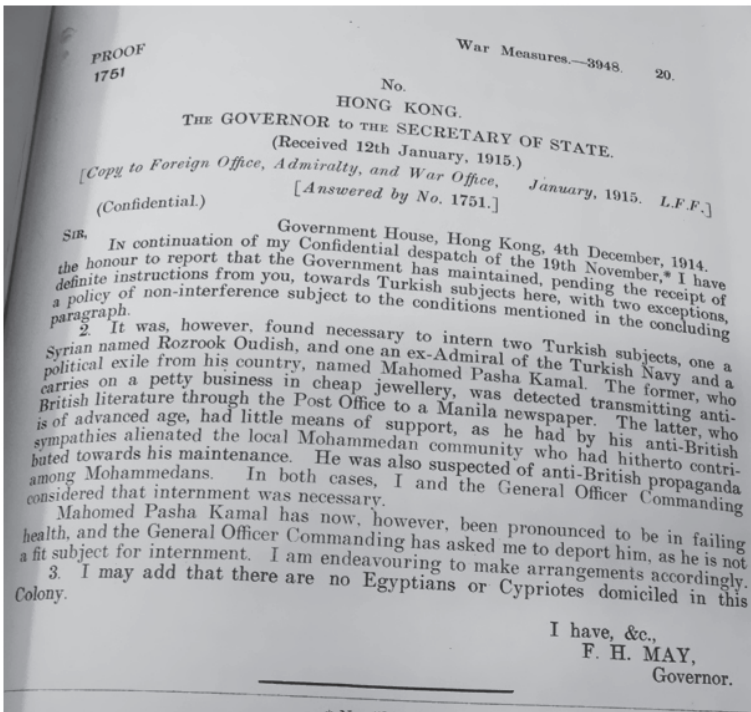 War Measures.—3948. 20.
PROOF
1751
No.
HONG KONG.
THE GOVERNOR to THE SECRETARY OF STATE.
(Received 12th January, 1915.)
[Copy to Foreign Office, Admiralty, and War Office, January, 1915. L.F.F.]
[Answered by No. 1751.]
(Confidential.)
Government House, Hong Kong, 4th December, 1914.
SIR,
IN continuation of my Confidential despatch of the 19th November,* I have
the honour to report that the Government has maintained, pending the receipt of
definite instructions from you, towards Turkish subjects here, with two exceptions,
a policy of non-interference subject to the conditions mentioned in the concluding
paragraph.
2. It was, however, found necessary to intern two Turkish subjects, one a
Syrian named Rozrook Oudish, and one an ex-Admiral of the Turkish Navy and a
political exile from his country, named Mahomed Pasha Kamal. The former, who
carries on a petty business in cheap jewellery, was detected transmitting anti-
British literature through the Post Office to a Manila newspaper. The latter, who
is of advanced age, had little means of support, as he had by his anti-British
sympathies alienated the local Mohammedan community who had hitherto contri-
buted towards his maintenance. He was also suspected of anti-British propaganda
among Mohammedans. In both cases, I and the General Officer Commanding
considered that internment was necessary.
Mahomed Pasha Kamal has now, however, been pronounced to be in failing
health, and the General Officer Commanding has asked me to deport him, as he is not
a fit subject for internment. I am endeavouring to make arrangements accordingly.
3. I may add that there are no Egyptians or Cypriotes domiciled in this
Colony.
I have, &c.,
F. H. MAY,
Governor.